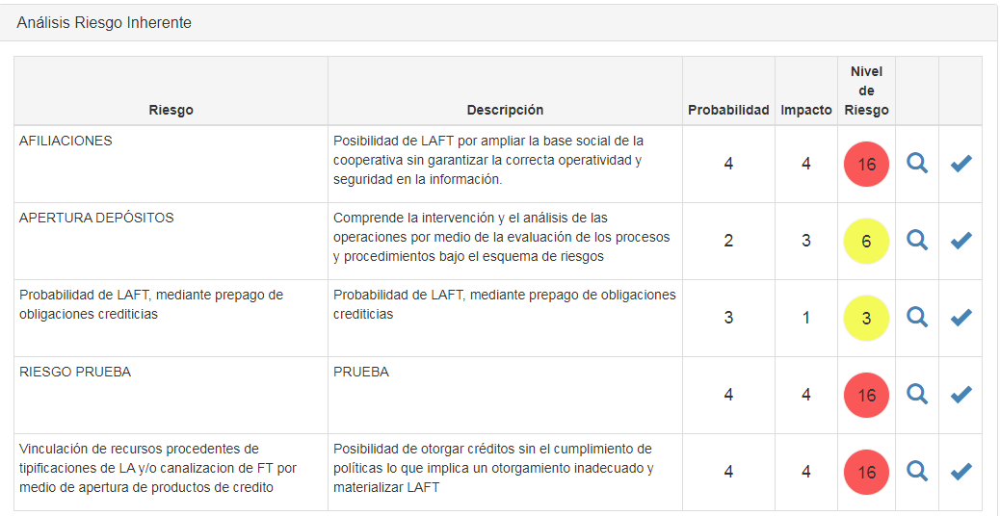 Análisis Riesgo Inherente
Riesgo
Descripción
Probabilidad
Impacto
Nivel
de
Riesgo
AFILIACIONES
Posibilidad de LAFT por ampliar la base social de la
cooperativa sin garantizar la correcta operatividad y
seguridad en la información.
4
4
16
APERTURA DEPÓSITOS
Comprende la intervención y el análisis de las
operaciones por medio de la evaluación de los procesos
y procedimientos bajo el esquema de riesgos
2
3
6
Probabilidad de LAFT, mediante prepago de
obligaciones crediticias
Probabilidad de LAFT, mediante prepago de obligaciones
crediticias
3
1
3
RIESGO PRUEBA
PRUEBA
4
4
16
Vinculación de recursos procedentes de
tipificaciones de LA y/o canalizacion de FT por
medio de apertura de productos de credito
Posibilidad de otorgar créditos sin el cumplimiento de
políticas lo que implica un otorgamiento inadecuado y
materializar LAFT
4
4
16